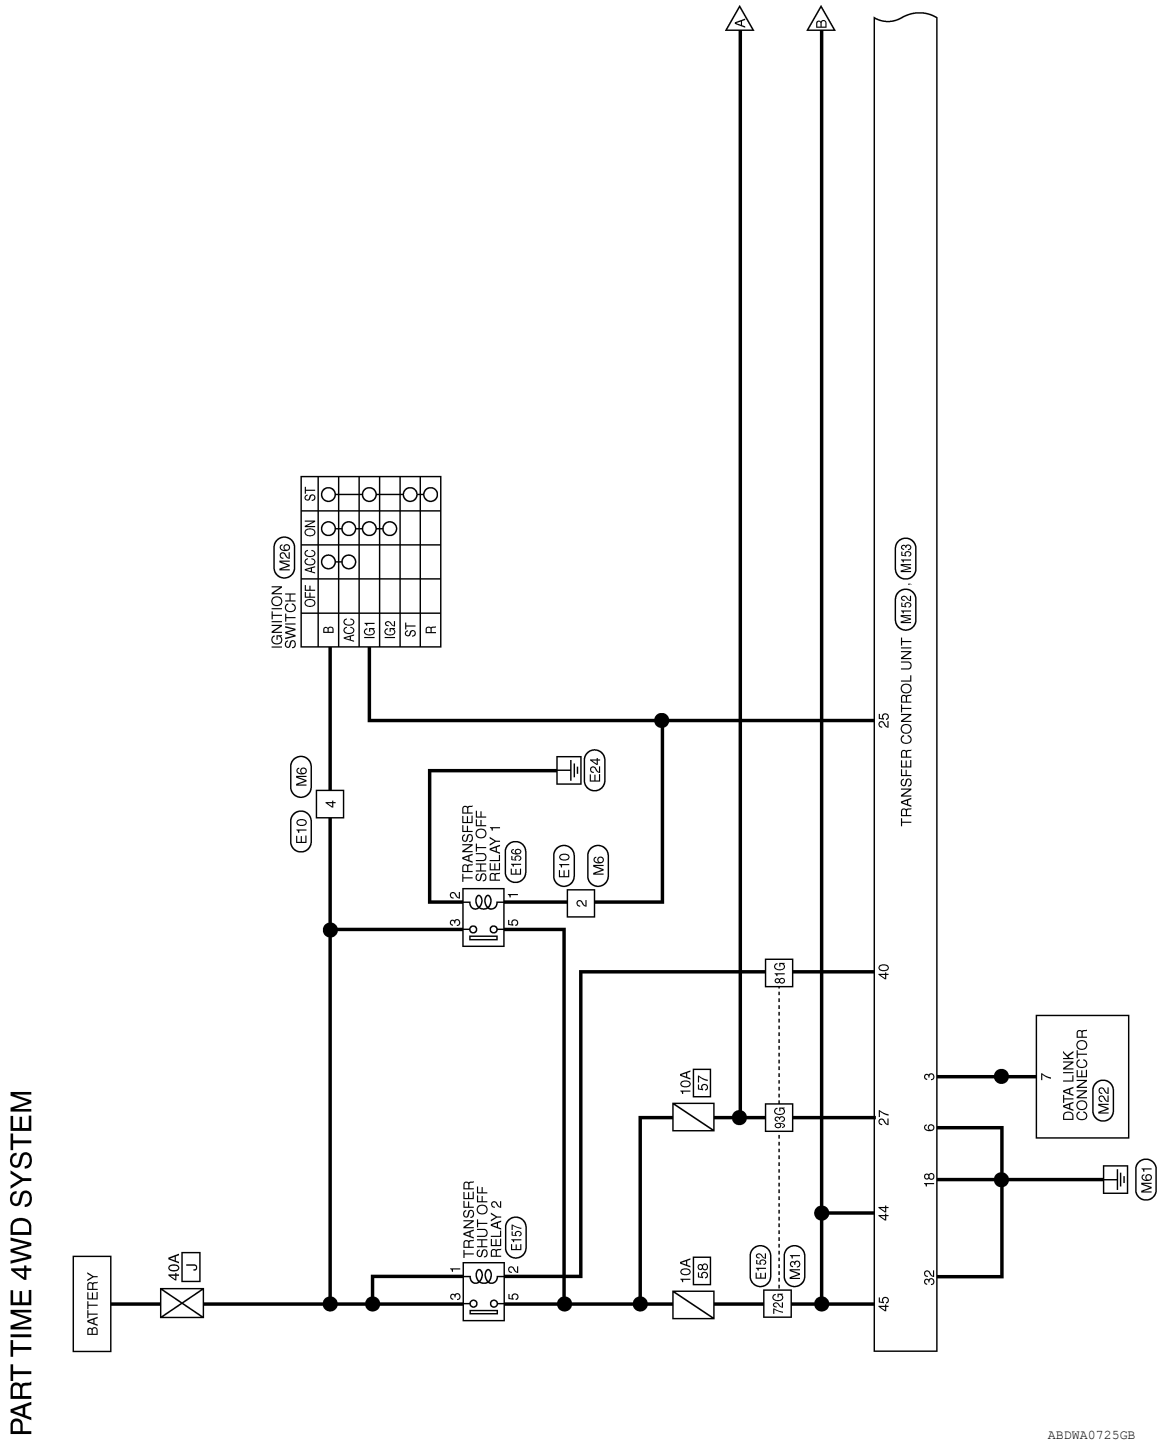 PART TIME 4WD SYSTEM
BATTERY
40A
J
IGNITION
SWITCH
M26
OFF
ACC
ON
ST
B
ACC
IG1
IG2
ST
R
E10
M6
4
TRANSFER
SHUT OFF
RELAY 2
E157
1
2
3
5
TRANSFER
SHUT OFF
RELAY 1
E156
2
1
3
5
E24
E10
M6
2
10A
58
10A
57
E152
M31
72G
93G
81G
A
B
45
44
27
40
25
TRANSFER CONTROL UNIT
M152
,
M153
32
18
6
3
7
DATA LINK
CONNECTOR
M22
M61
ABDWA0725GB